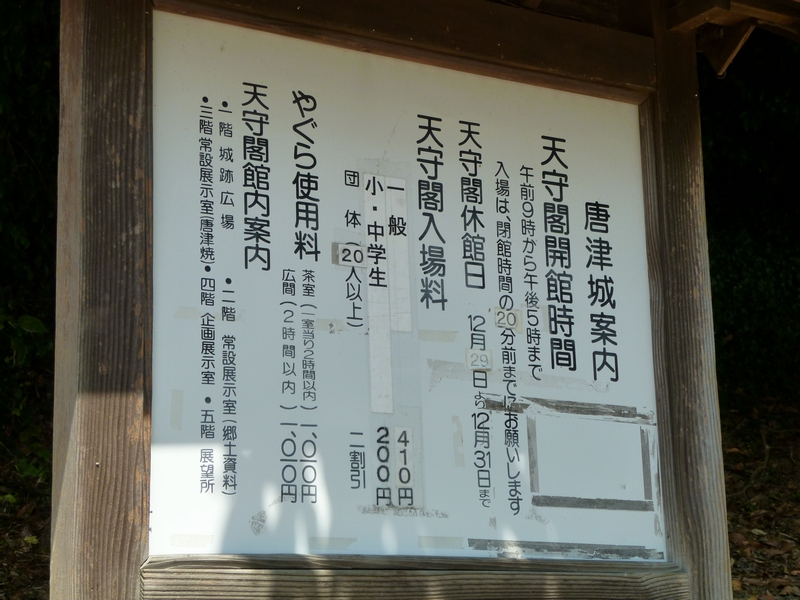 唐津城案内
天守閣開館時間
午前9時から午後5時まで
入場は、閉館時間の20分前までにお願いします
天守閣休館日 12月29日より12月31日まで
天守閣入場料
一般 410円
小・中学生 200円
団体(20人以上) 二割引
やぐら使用料
茶室(一室当り2時間以内) 1,010円
広間(2時間以内) 1,010円
天守閣館内案内
•一階 城跡広場 •二階 常設展示室(郷土資料)
•三階 常設展示室(唐津焼)•四階 企画展示室 •五階 展望所